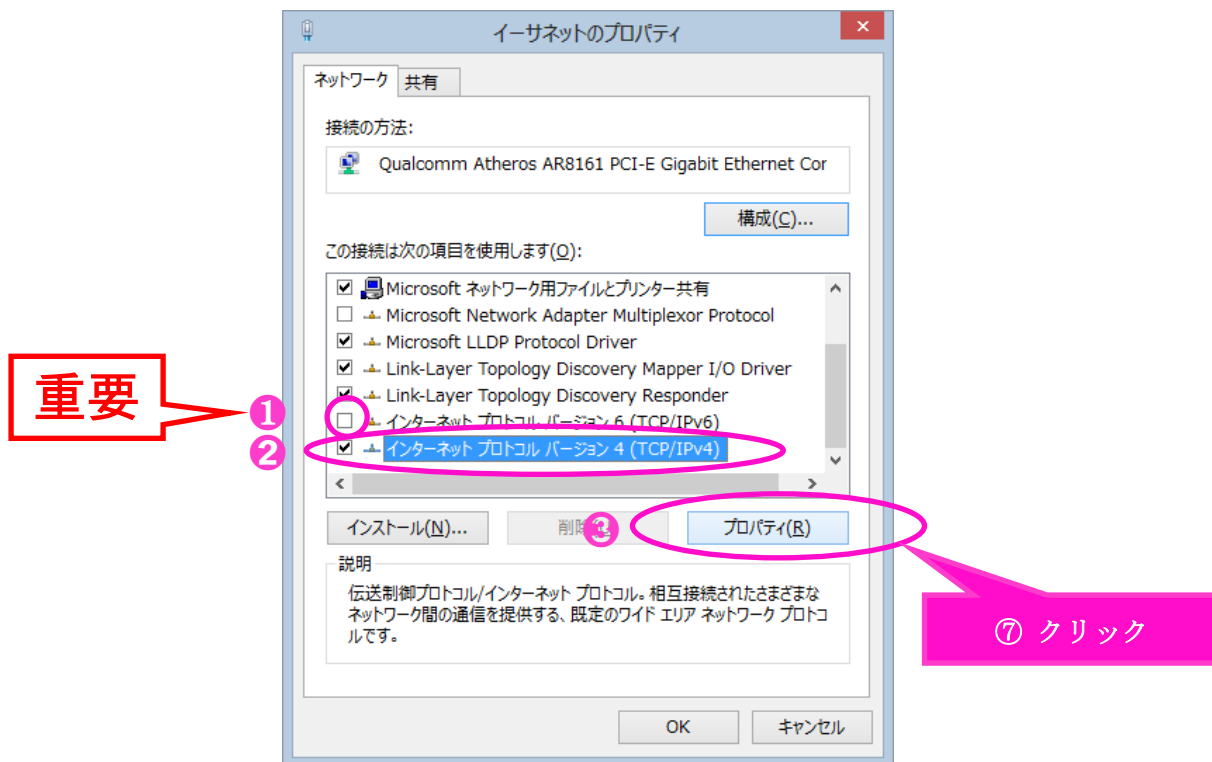 イーサネットのプロパティ
ネットワーク
共有
接続の方法:
Qualcomm Atheros AR8161 PCI-E Gigabit Ethernet Cor
構成(C)...
この接続は次の項目を使用します(O):
Microsoft ネットワーク用ファイルとプリンター共有
Microsoft Network Adapter Multiplexor Protocol
Microsoft LLDP Protocol Driver
Link-Layer Topology Discovery Mapper I/O Driver
Link-Layer Topology Discovery Responder
重要
❶
インターネット プロトコル バージョン 6 (TCP/IPv6)
❷
インターネット プロトコル バージョン 4 (TCP/IPv4)
インストール(N)...
削除
❸
プロパティ(R)
説明
伝送制御プロトコル/インターネット プロトコル。相互接続されたさまざまな
ネットワーク間の通信を提供する、既定のワイド エリア ネットワーク プロトコ
ルです。
⑦ クリック
OK
キャンセル